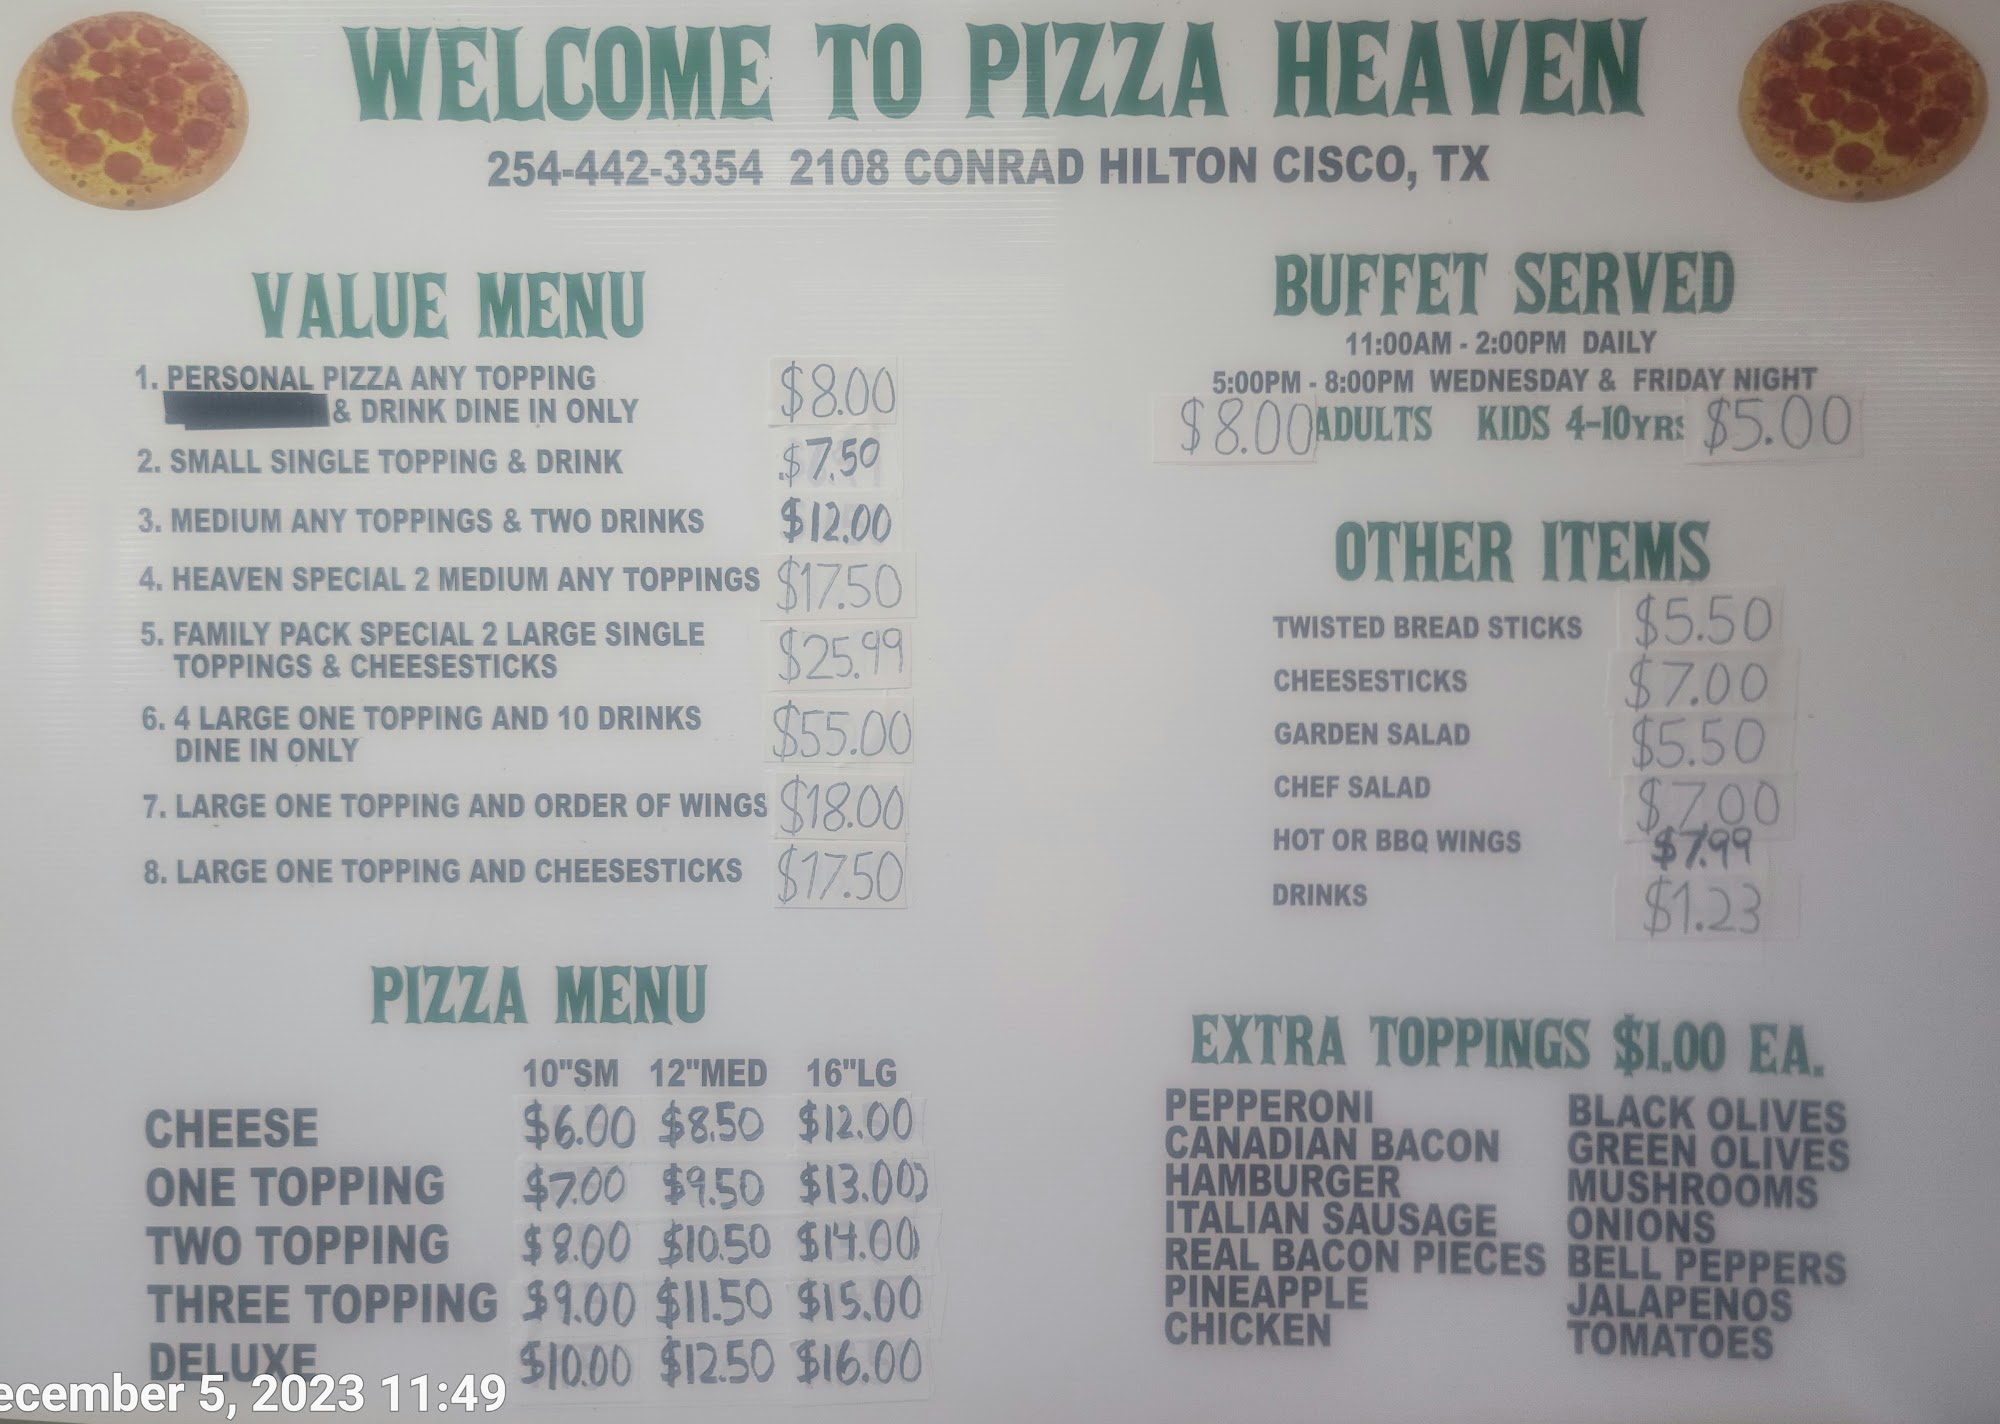 WELCOME TO PIZZA HEAVEN
254-442-3354 2108 CONRAD HILTON CISCO, TX
VALUE MENU
1. PERSONAL PIZZA ANY TOPPING $8.00
& DRINK DINE IN ONLY
2. SMALL SINGLE TOPPING & DRINK $7.50
3. MEDIUM ANY TOPPINGS & TWO DRINKS $12.00
4. HEAVEN SPECIAL 2 MEDIUM ANY TOPPINGS $17.50
5. FAMILY PACK SPECIAL 2 LARGE SINGLE $25.99
TOPPINGS & CHEESESTICKS
6. 4 LARGE ONE TOPPING AND 10 DRINKS $55.00
DINE IN ONLY
7. LARGE ONE TOPPING AND ORDER OF WINGS $18.00
8. LARGE ONE TOPPING AND CHEESESTICKS $17.50
PIZZA MENU
10"SM 12"MED 16"LG
CHEESE $6.00 $8.50 $12.00
ONE TOPPING $7.00 $9.50 $13.00
TWO TOPPING $8.00 $10.50 $14.00
THREE TOPPING $9.00 $11.50 $15.00
DELUXE $10.00 $12.50 $16.00
BUFFET SERVED
11:00AM - 2:00PM DAILY
5:00PM - 8:00PM WEDNESDAY & FRIDAY NIGHT
$8.00 ADULTS KIDS 4-10YRS $5.00
OTHER ITEMS
TWISTED BREAD STICKS $5.50
CHEESESTICKS $7.00
GARDEN SALAD $5.50
CHEF SALAD $7.00
HOT OR BBQ WINGS $7.99
DRINKS $1.23
EXTRA TOPPINGS $1.00 EA.
PEPPERONI
CANADIAN BACON
HAMBURGER
ITALIAN SAUSAGE
REAL BACON PIECES
PINEAPPLE
CHICKEN
BLACK OLIVES
GREEN OLIVES
MUSHROOMS
ONIONS
BELL PEPPERS
JALAPENOS
TOMATOES
ecember 5, 2023 11:49